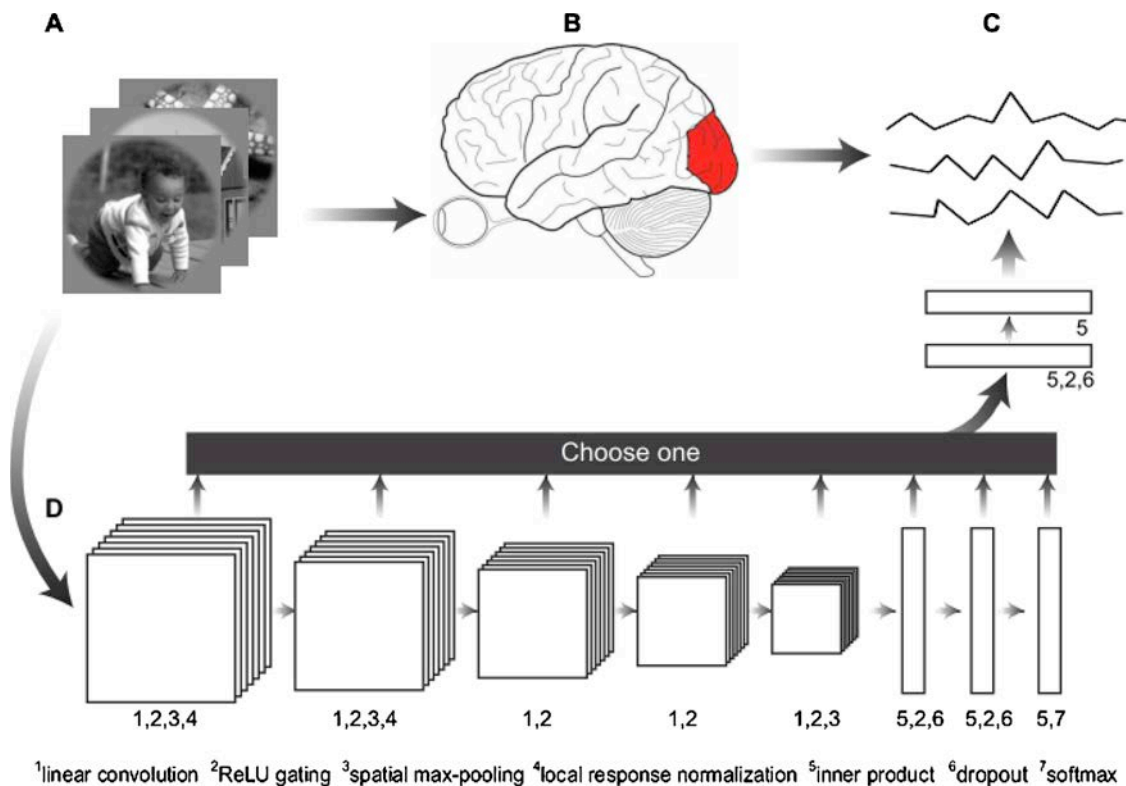 A
B
C
5
5,2,6
Choose one
D
1,2,3,4 1,2,3,4 1,2 1,2 1,2,3 5,2,6 5,2,6 5,7
¹linear convolution ²ReLU gating ³spatial max-pooling ⁴local response normalization ⁵inner product ⁶dropout ⁷softmax